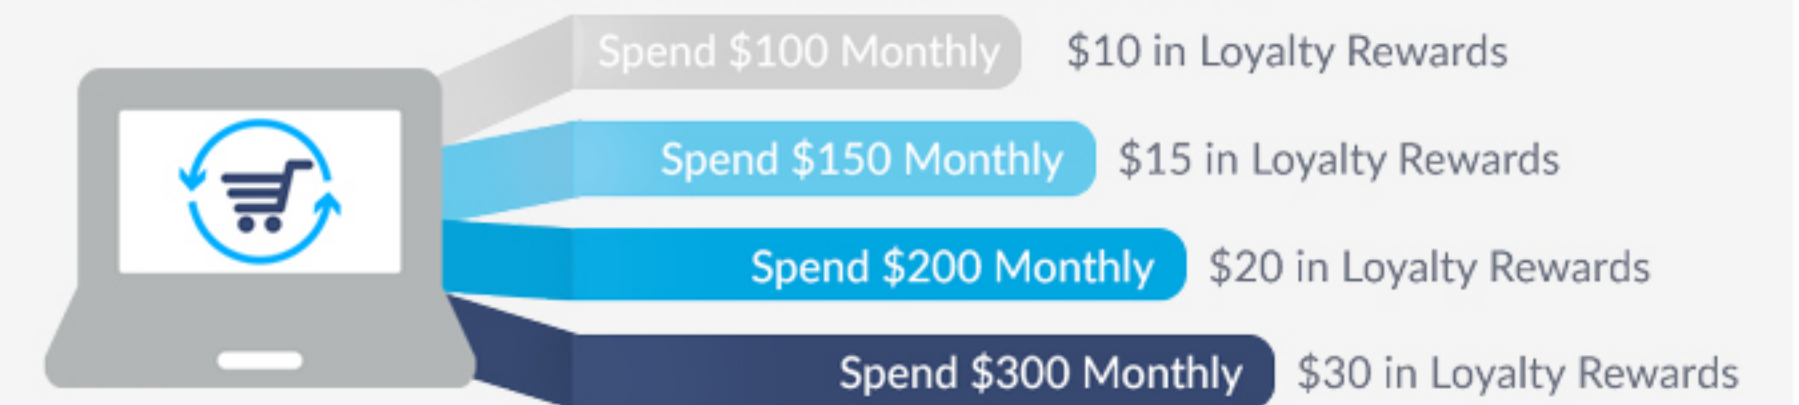 Spend $100 Monthly $10 in Loyalty Rewards
Spend $150 Monthly $15 in Loyalty Rewards
Spend $200 Monthly $20 in Loyalty Rewards
Spend $300 Monthly $30 in Loyalty Rewards